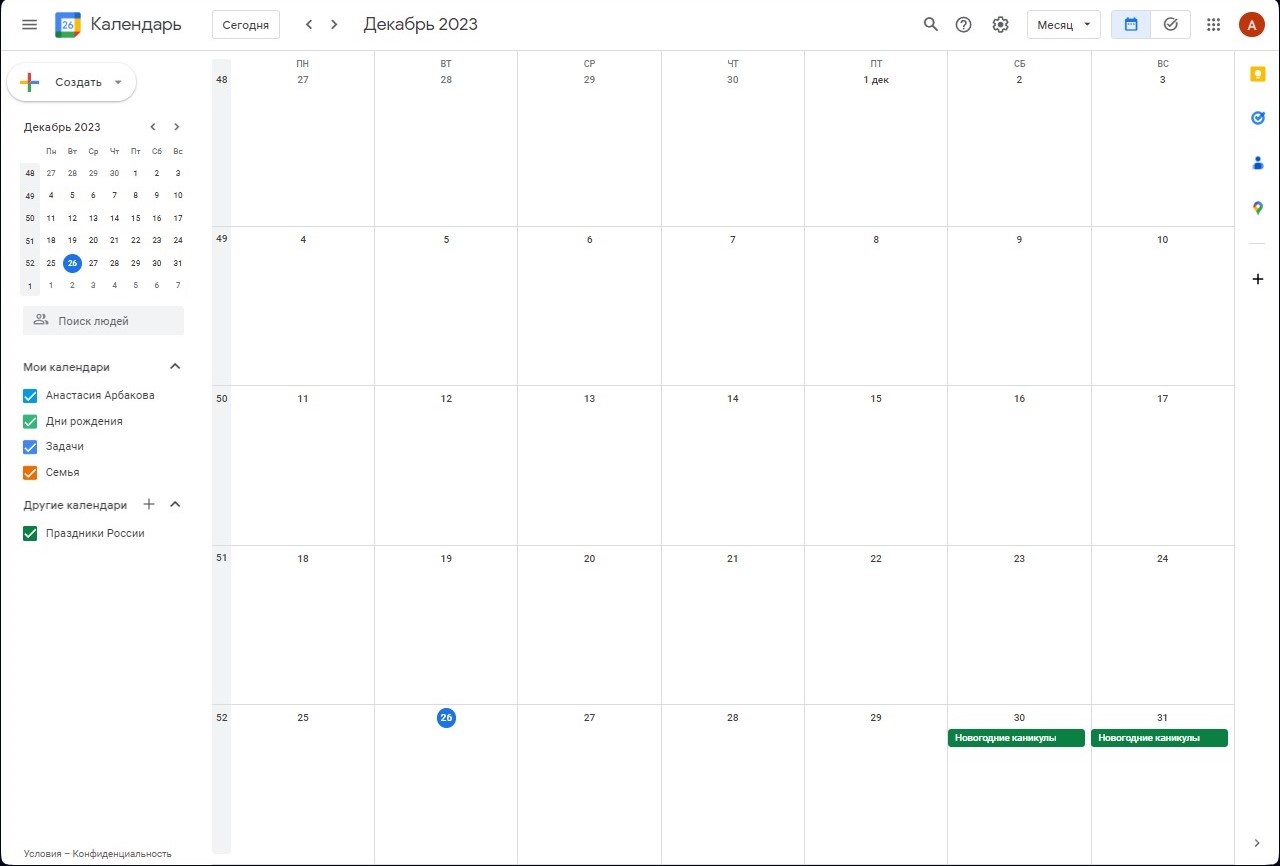 26 Календарь Сегодня Декабрь 2023 Месяц А
Создать
Декабрь 2023
Пн Вт Ср Чт Пт Сб Вс
48 27 28 29 30 1 2 3
49 4 5 6 7 8 9 10
50 11 12 13 14 15 16 17
51 18 19 20 21 22 23 24
52 25 26 27 28 29 30 31
1 1 2 3 4 5 6 7
Поиск людей
Мои календари
Анастасия Арбакова
Дни рождения
Задачи
Семья
Другие календари
Праздники России
Условия – Конфиденциальность
ПН ВТ СР ЧТ ПТ СБ ВС
48 27 28 29 30 1 дек 2 3
49 4 5 6 7 8 9 10
50 11 12 13 14 15 16 17
51 18 19 20 21 22 23 24
52 25 26 27 28 29 30 31
Новогодние каникулы Новогодние каникулы